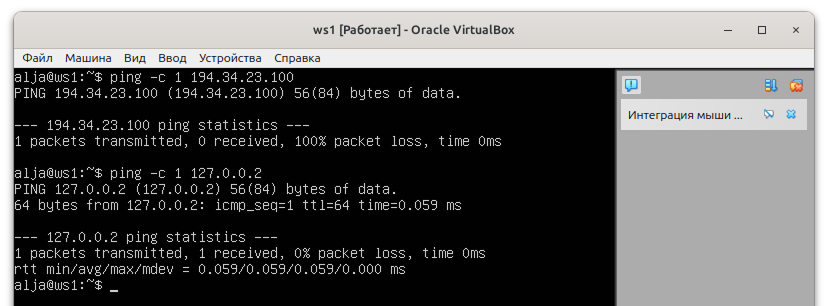 ws1 [Работает] - Oracle VirtualBox
Файл Машина Вид Ввод Устройства Справка
alja@ws1:~$ ping -c 1 194.34.23.100
PING 194.34.23.100 (194.34.23.100) 56(84) bytes of data.
--- 194.34.23.100 ping statistics ---
1 packets transmitted, 0 received, 100% packet loss, time 0ms
alja@ws1:~$ ping -c 1 127.0.0.2
PING 127.0.0.2 (127.0.0.2) 56(84) bytes of data.
64 bytes from 127.0.0.2: icmp_seq=1 ttl=64 time=0.059 ms
--- 127.0.0.2 ping statistics ---
1 packets transmitted, 1 received, 0% packet loss, time 0ms
rtt min/avg/max/mdev = 0.059/0.059/0.059/0.000 ms
alja@ws1:~$ _
Интеграция мыши ...